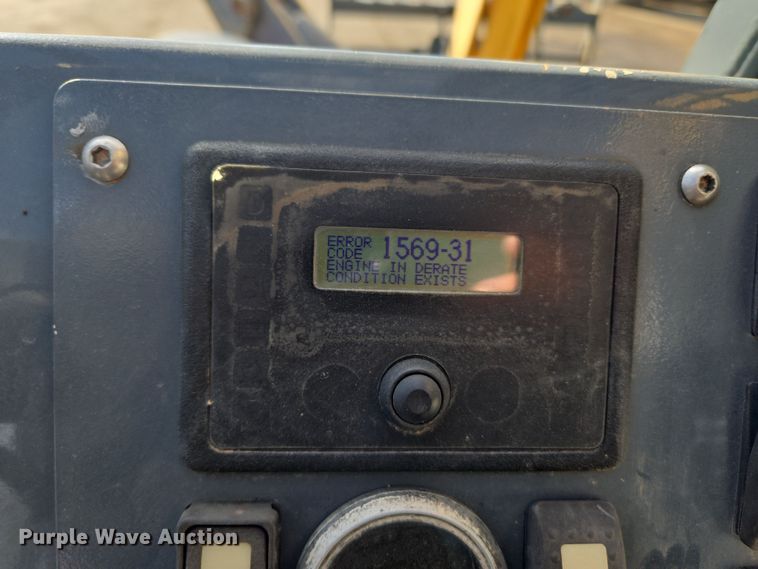 ERROR
CODE 1569-31
ENGINE IN DERATE
CONDITION EXISTS
Purple Wave Auction